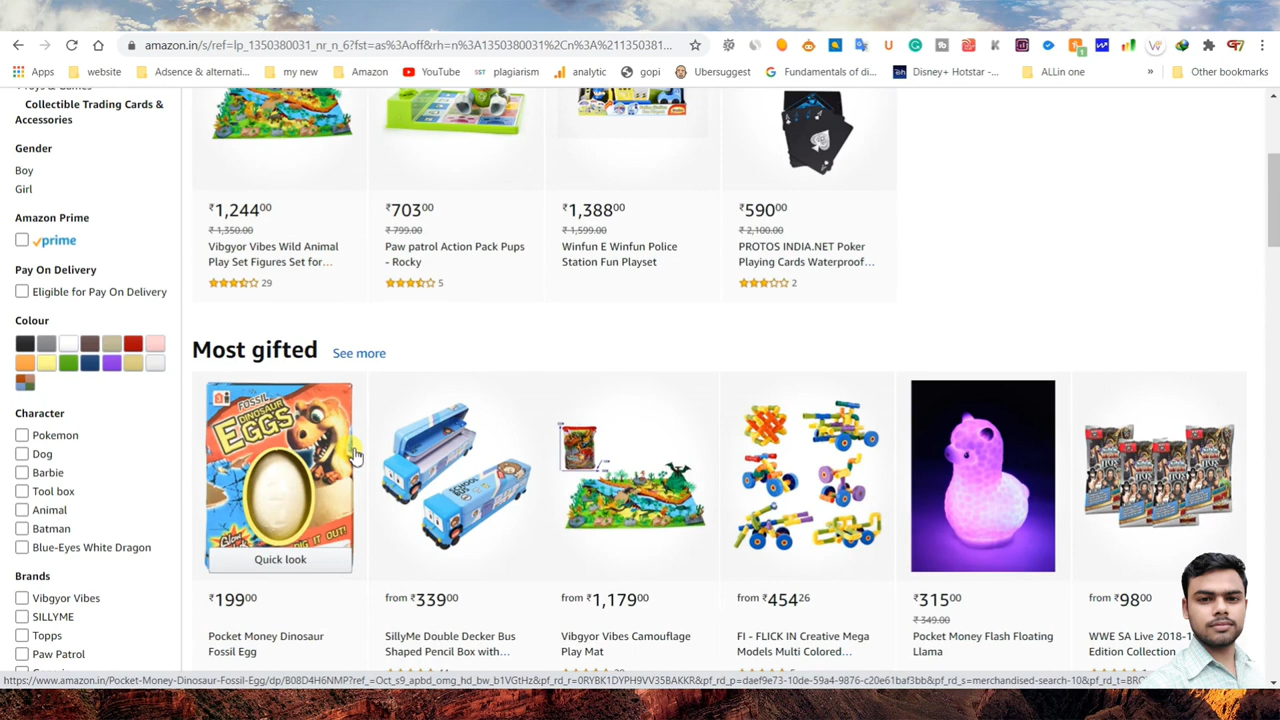 amazon.in/s/ref=lp_1350380031_nr_n_6?fst=as%3Aoff&rh=n%3A1350380031%2Cn%3A%211350381...
Apps website Adsence & alternati... my new Amazon YouTube plagiarism analytic gopi Ubersuggest Fundamentals of di... Disney+ Hotstar -... ALLin one » Other bookmarks
Collectible Trading Cards &
Accessories
Gender
Boy
Girl
Amazon Prime
prime
Pay On Delivery
Eligible for Pay On Delivery
Colour
Character
Pokemon
Dog
Barbie
Tool box
Animal
Batman
Blue-Eyes White Dragon
Brands
Vibgyor Vibes
SILLYME
Topps
Paw Patrol
₹1,24400
₹ 1,350.00
Vibgyor Vibes Wild Animal
Play Set Figures Set for...
29
₹70300
₹ 799.00
Paw patrol Action Pack Pups
- Rocky
5
₹1,38800
₹ 1,599.00
Winfun E Winfun Police
Station Fun Playset
₹59000
₹ 2,100.00
PROTOS INDIA.NET Poker
Playing Cards Waterproof...
2
Most gifted See more
FOSSIL
DINOSAUR
EGGS
DIG IT OUT!
Quick look
₹19900
Pocket Money Dinosaur
Fossil Egg
from ₹33900
SillyMe Double Decker Bus
Shaped Pencil Box with...
from ₹1,17900
Vibgyor Vibes Camouflage
Play Mat
from ₹45426
FI - FLICK IN Creative Mega
Models Multi Colored...
₹31500
₹ 349.00
Pocket Money Flash Floating
Llama
from ₹9800
WWE SA Live 2018-1
Edition Collection
https://www.amazon.in/Pocket-Money-Dinosaur-Fossil-Egg/dp/B08D4H6NMP?ref_=Oct_s9_apbd_omg_hd_bw_b1VGtHz&pf_rd_r=0RYBK1DYPH9VV35BAKKR&pf_rd_p=daef9e73-10de-59a4-9876-c20e61baf3bb&pf_rd_s=merchandised-search-10&pf_rd_t=BRO